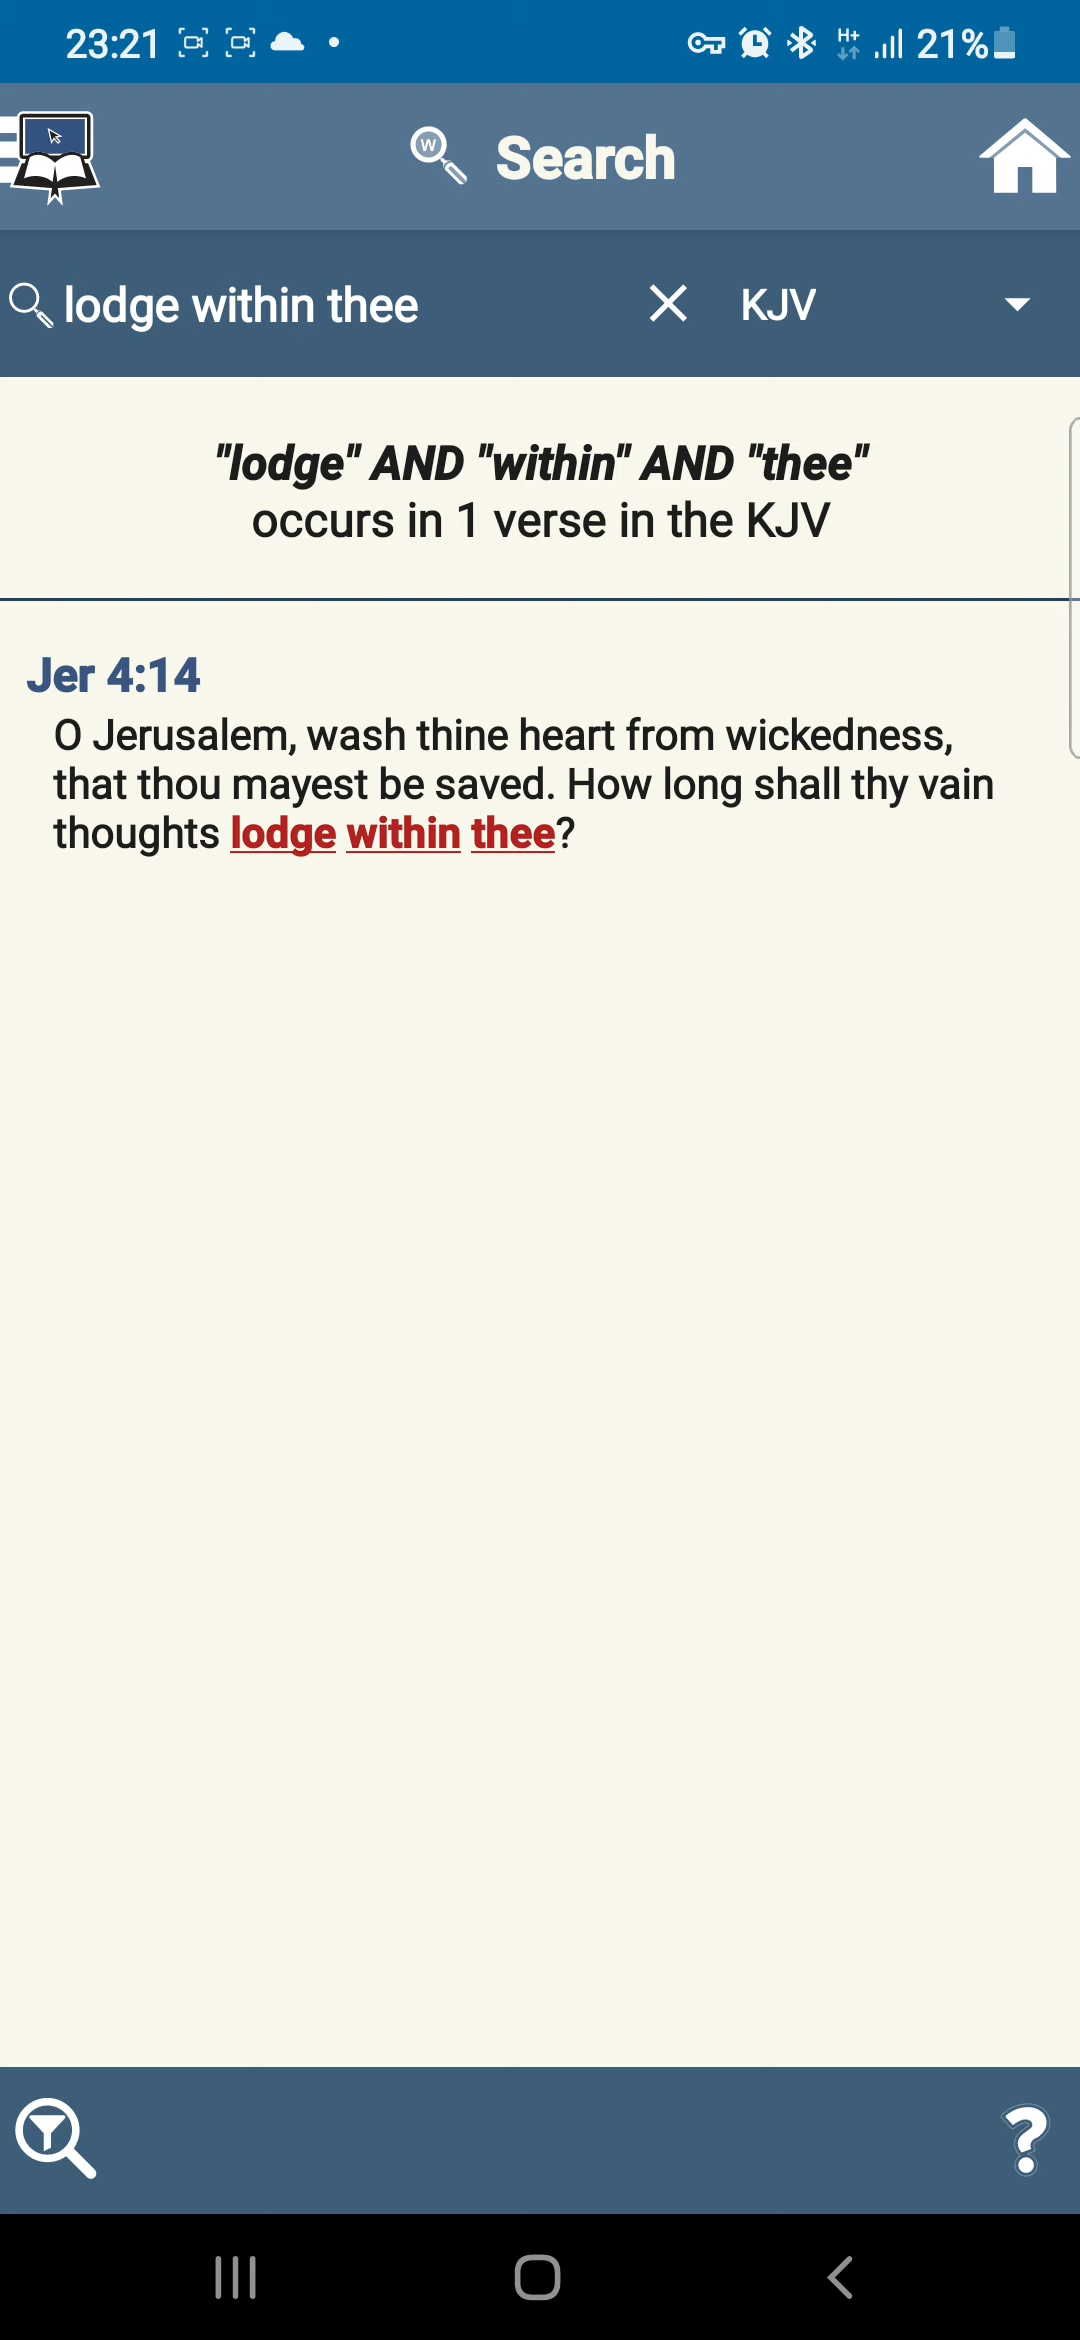 23:21 H+ 21%
W Search
lodge within thee KJV
"lodge" AND "within" AND "thee"
occurs in 1 verse in the KJV
Jer 4:14
O Jerusalem, wash thine heart from wickedness,
that thou mayest be saved. How long shall thy vain
thoughts lodge within thee?
?